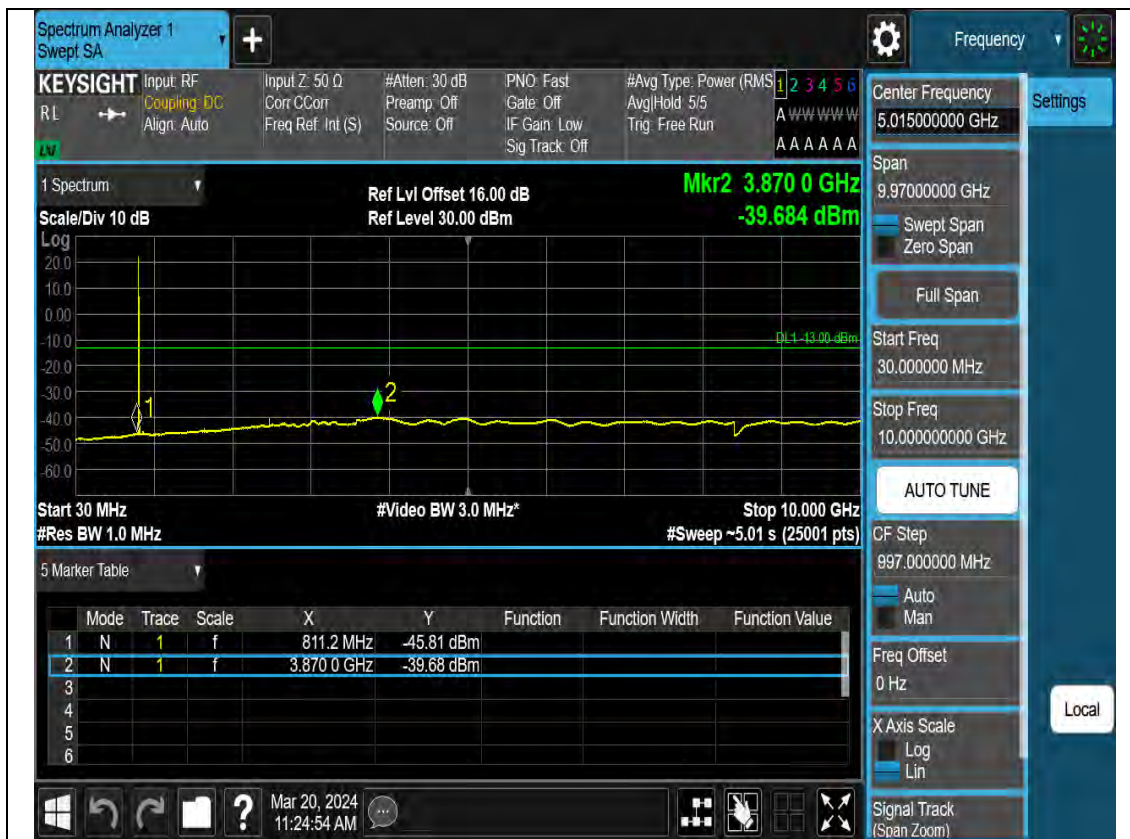 Spectrum Analyzer 1
Swept SA
+
Frequency
KEYSIGHT
RL
LXI
Input: RF
Coupling: DC
Align: Auto
Input Z: 50 Ω
Corr CCorr
Freq Ref: Int (S)
#Atten: 30 dB
Preamp: Off
Source: Off
PNO: Fast
Gate: Off
IF Gain: Low
Sig Track: Off
#Avg Type: Power (RMS
Avg|Hold: 5/5
Trig: Free Run
1 2 3 4 5 6
A W W W W W
A A A A A A
1 Spectrum
Scale/Div 10 dB
Log
Ref Lvl Offset 16.00 dB
Ref Level 30.00 dBm
Mkr2 3.870 0 GHz
-39.684 dBm
20.0
10.0
0.00
-10.0
-20.0
-30.0
-40.0
-50.0
-60.0
DL1 -13.00 dBm
1
2
Start 30 MHz
#Res BW 1.0 MHz
#Video BW 3.0 MHz*
Stop 10.000 GHz
#Sweep ~5.01 s (25001 pts)
5 Marker Table
Mode Trace Scale X Y Function Function Width Function Value
1 N 1 f 811.2 MHz -45.81 dBm
2 N 1 f 3.870 0 GHz -39.68 dBm
3
4
5
6
Center Frequency
5.015000000 GHz
Settings
Span
9.97000000 GHz
Swept Span
Zero Span
Full Span
Start Freq
30.000000 MHz
Stop Freq
10.000000000 GHz
AUTO TUNE
CF Step
997.000000 MHz
Auto
Man
Freq Offset
0 Hz
X Axis Scale
Log
Lin
Local
Signal Track
(Span Zoom)
?
Mar 20, 2024
11:24:54 AM